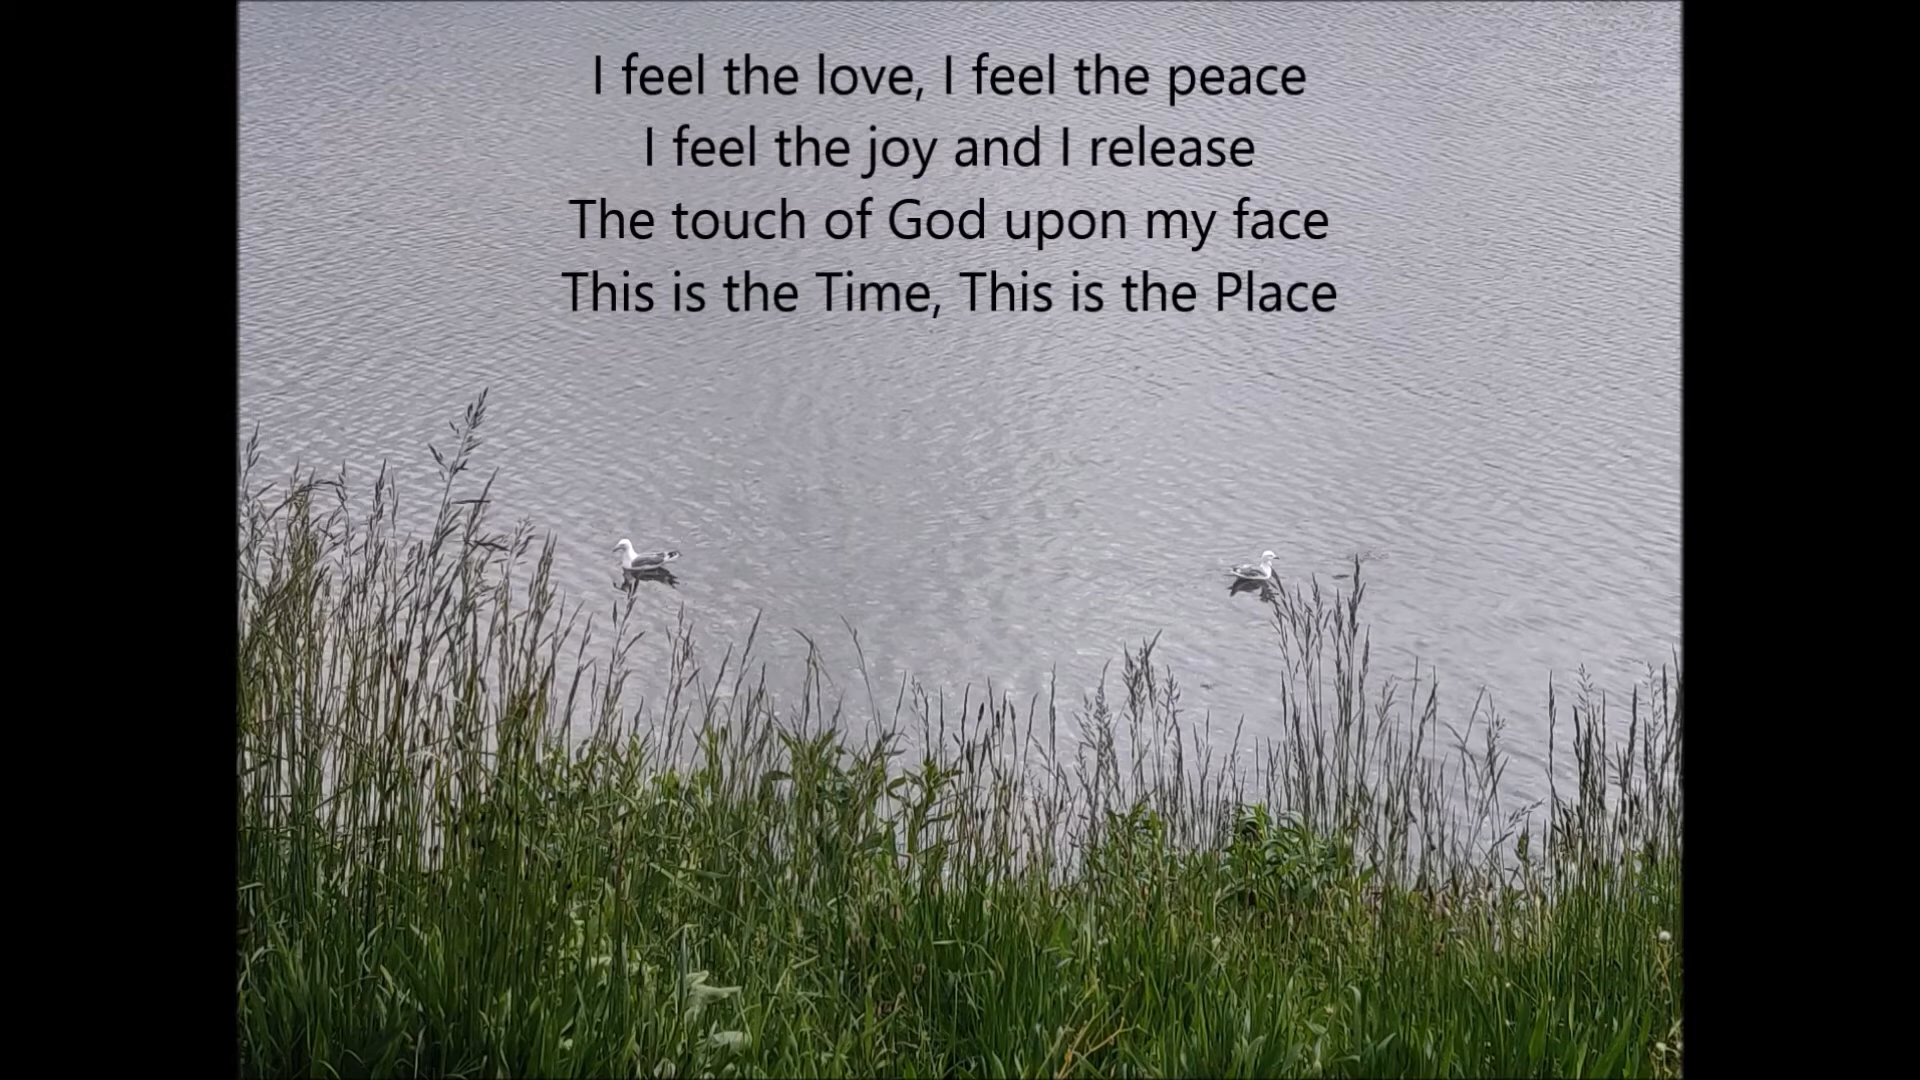 I feel the love, I feel the peace
I feel the joy and I release
The touch of God upon my face
This is the Time, This is the Place